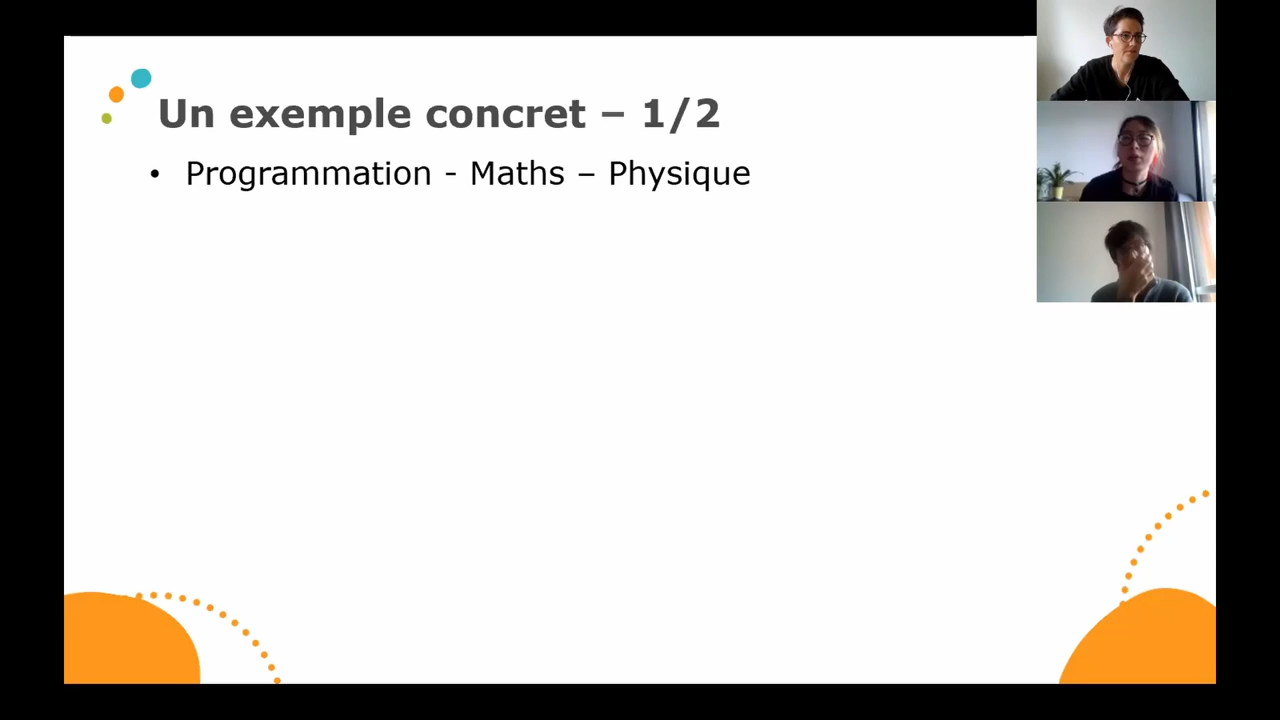 Un exemple concret – 1/2
• Programmation - Maths – Physique